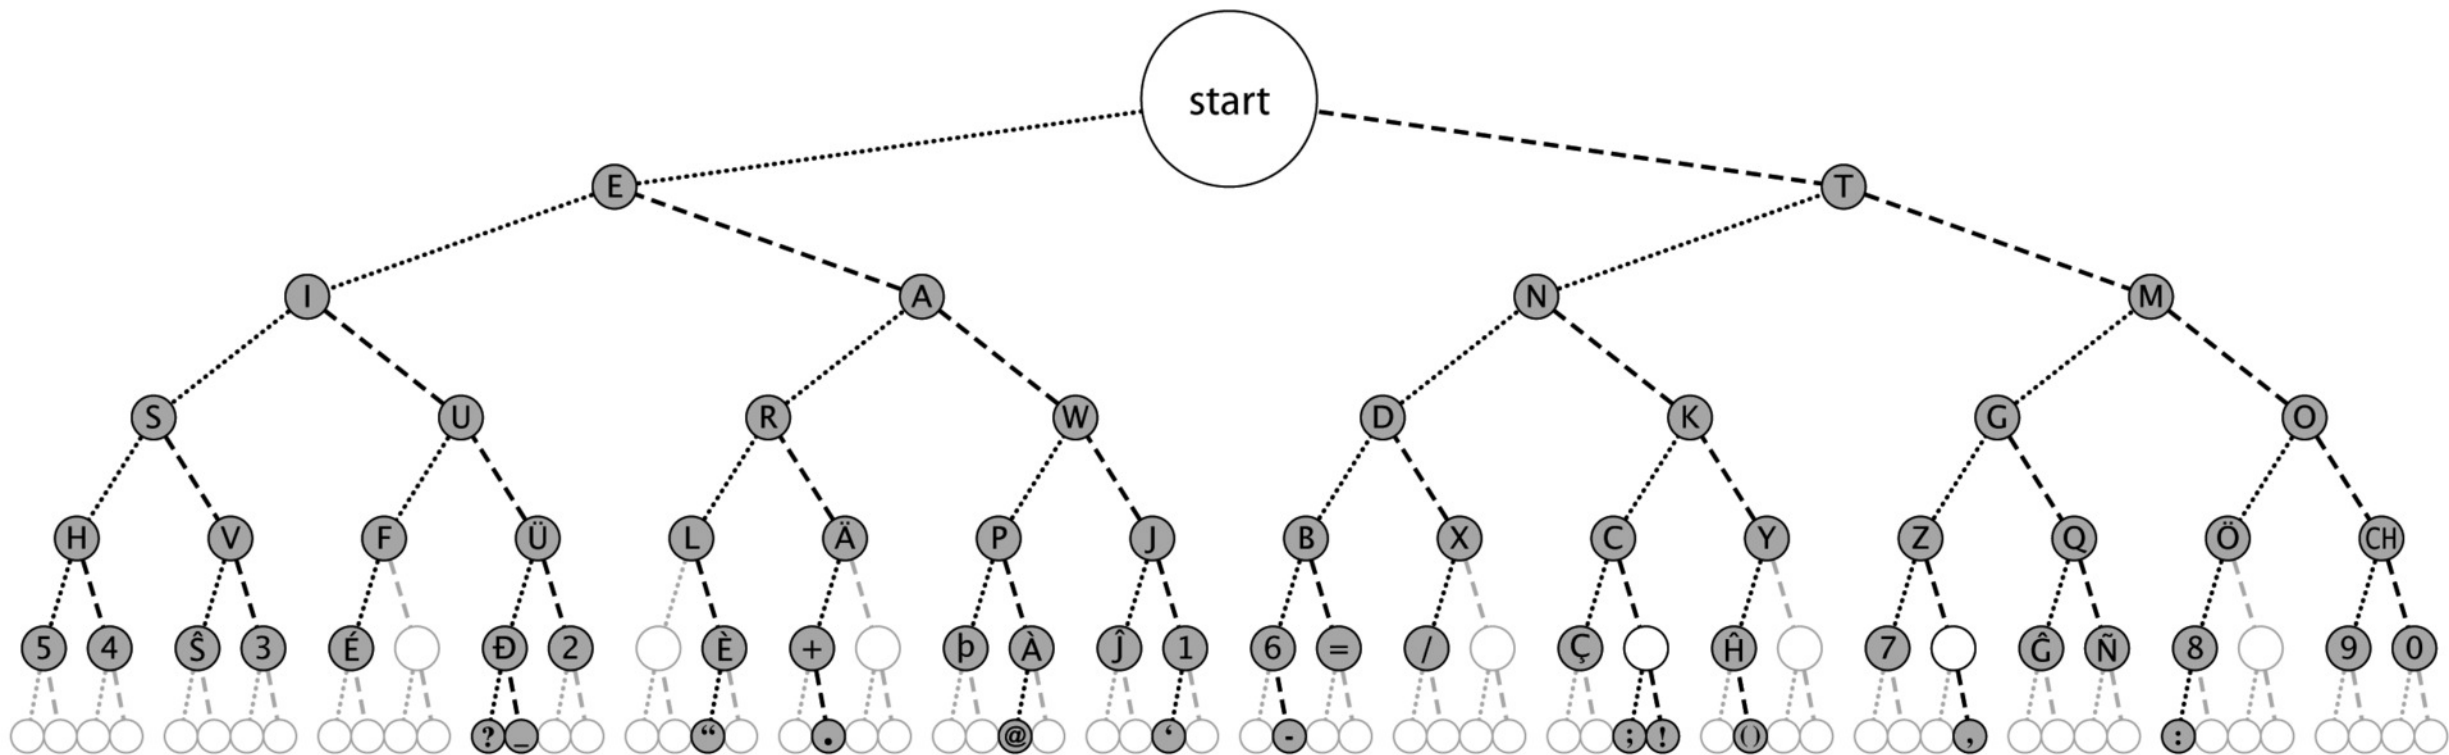 start
E T
I A N M
S U R W D K G O
H V F Ü L Ä P J B X C Y Z Q Ö CH
5 4 Ŝ 3 É Đ 2 È + þ À Ĵ 1 6 = / Ç Ĥ 7 Ĝ Ñ 8 9 0
? _ “ . @ ‘ - ; ! () , :